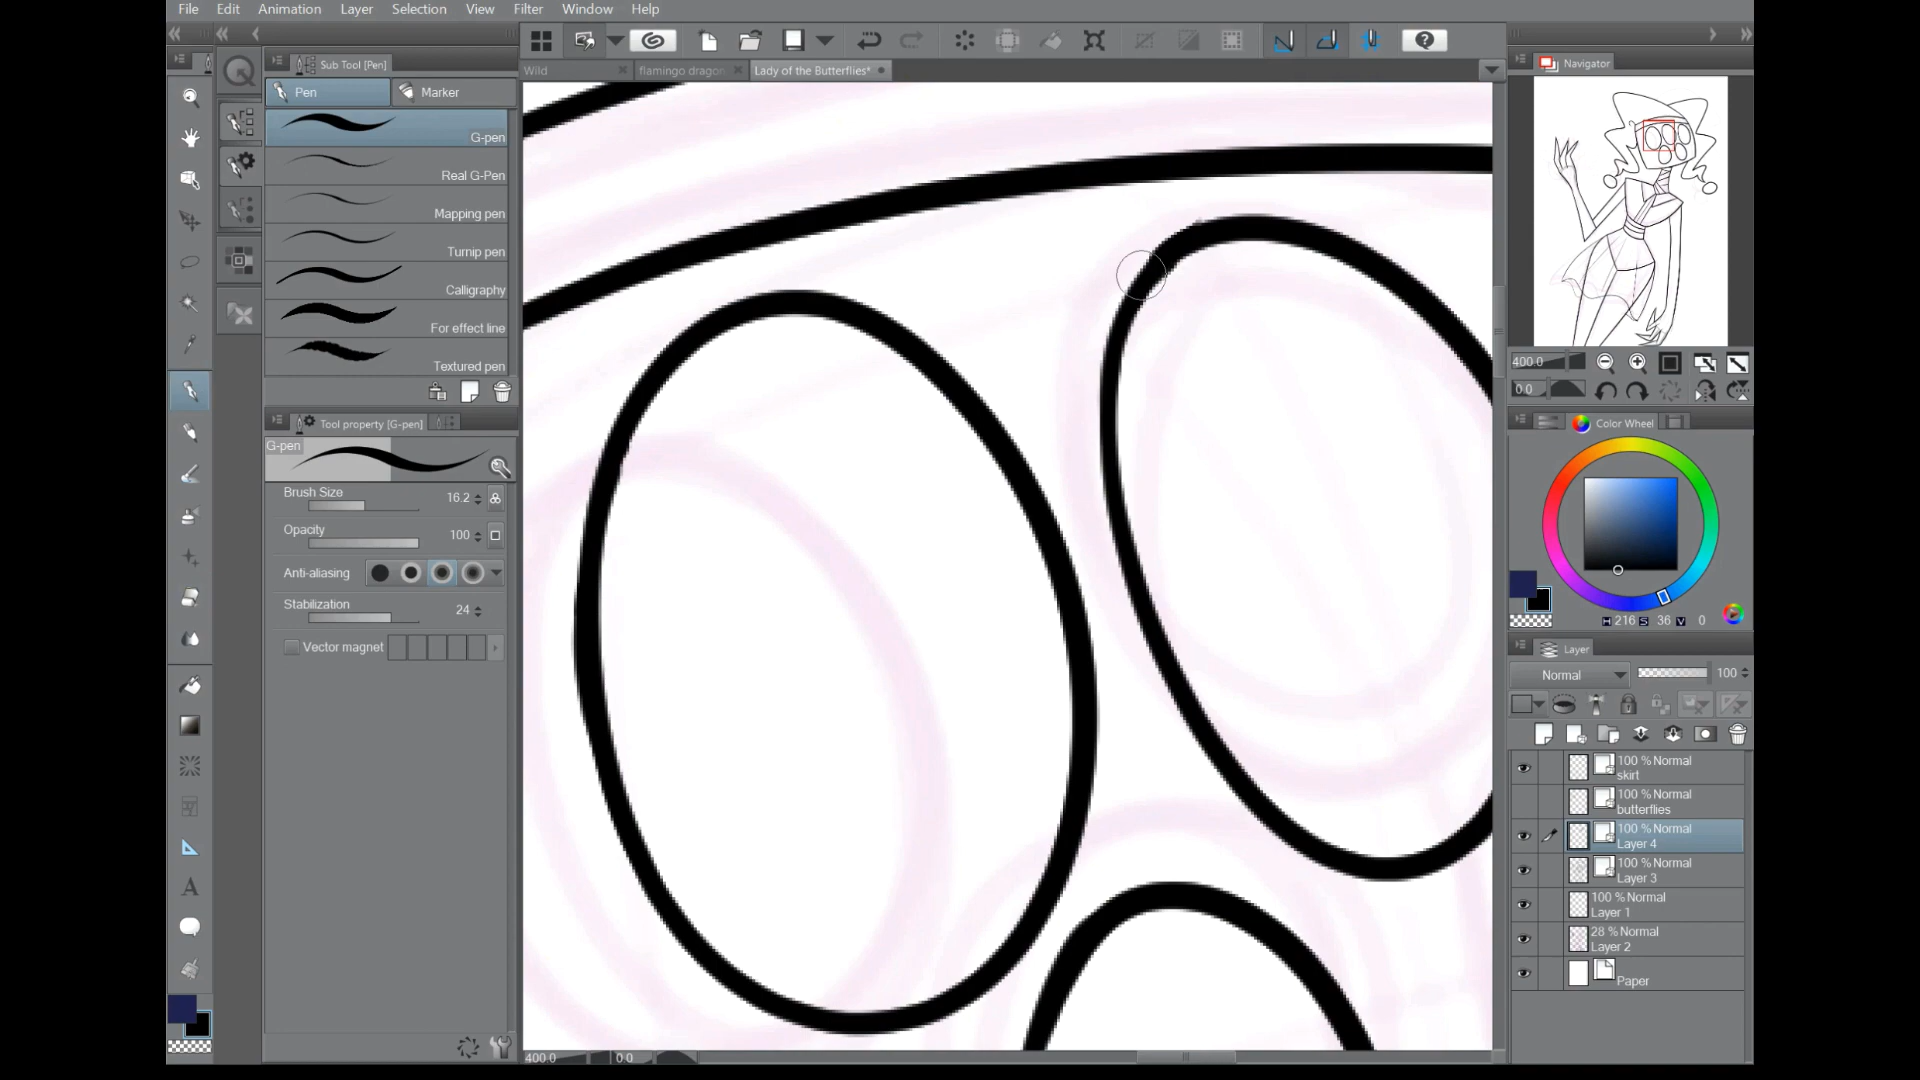 File Edit Animation Layer Selection View Filter Window Help
Wild flamingo dragon Lady of the Butterflies*
Sub Tool [Pen]
Pen Marker
G-pen
Real G-Pen
Mapping pen
Turnip pen
Calligraphy
For effect line
Textured pen
Tool property [G-pen]
G-pen
Brush Size 16.2
Opacity 100
Anti-aliasing
Stabilization 24
Vector magnet
400.0 0.0
Navigator
400.0
0.0
Color Wheel
H 216 S 36 V 0
Layer
Normal 100
100 % Normal
skirt
100 % Normal
butterflies
100 % Normal
Layer 4
100 % Normal
Layer 3
100 % Normal
Layer 1
28 % Normal
Layer 2
Paper